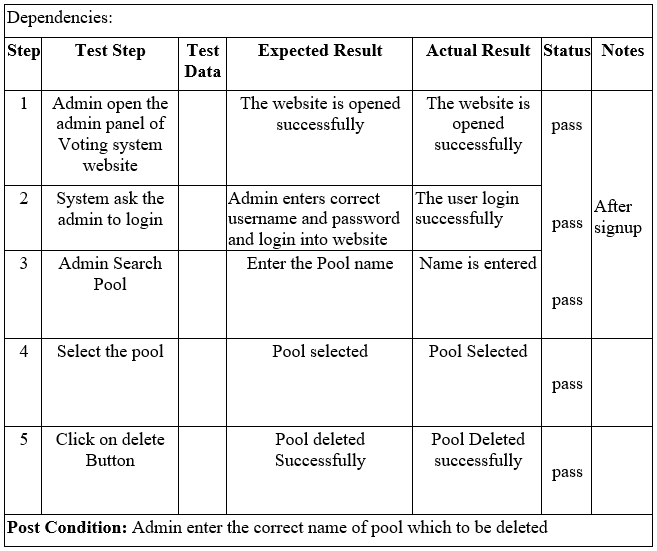 Dependencies:
Step Test Step Test Data Expected Result Actual Result Status Notes
1 Admin open the admin panel of Voting system website The website is opened successfully The website is opened successfully pass
2 System ask the admin to login Admin enters correct username and password and login into website The user login successfully pass After signup
3 Admin Search Pool Enter the Pool name Name is entered pass
4 Select the pool Pool selected Pool Selected pass
5 Click on delete Button Pool deleted Successfully Pool Deleted successfully pass
Post Condition: Admin enter the correct name of pool which to be deleted